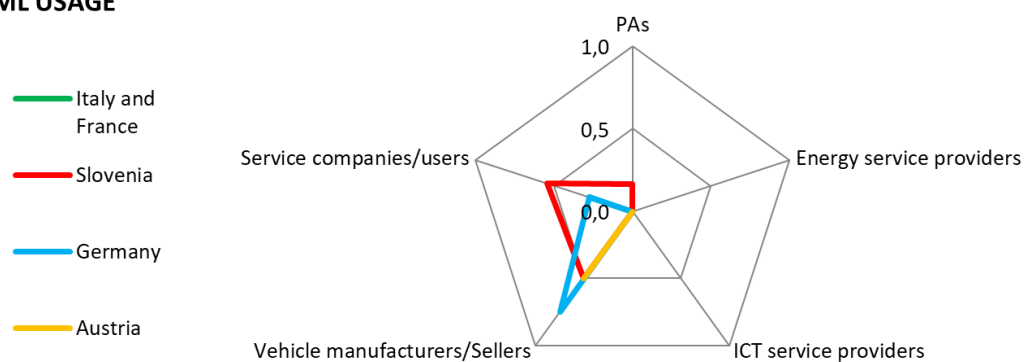 ML USAGE
PAs
1,0
Italy and
France
0,5
Service companies/users
Energy service providers
Slovenia
0,0
Germany
Austria
Vehicle manufacturers/Sellers
ICT service providers